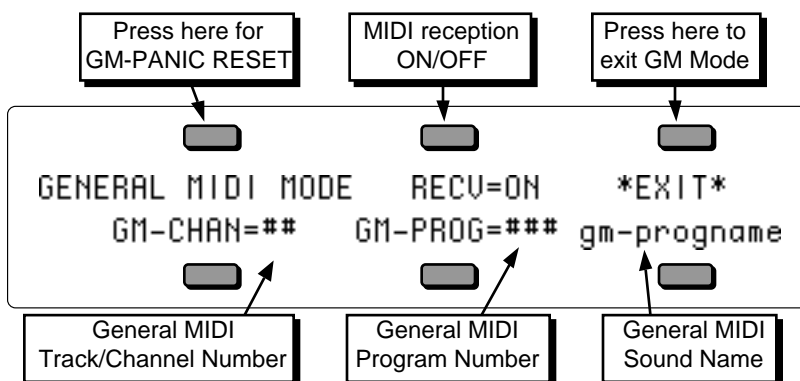 Press here for
GM-PANIC RESET
MIDI reception
ON/OFF
Press here to
exit GM Mode
GENERAL MIDI MODE RECV=ON *EXIT*
GM-CHAN=## GM-PROG=### gm-progname
General MIDI
Track/Channel Number
General MIDI
Program Number
General MIDI
Sound Name